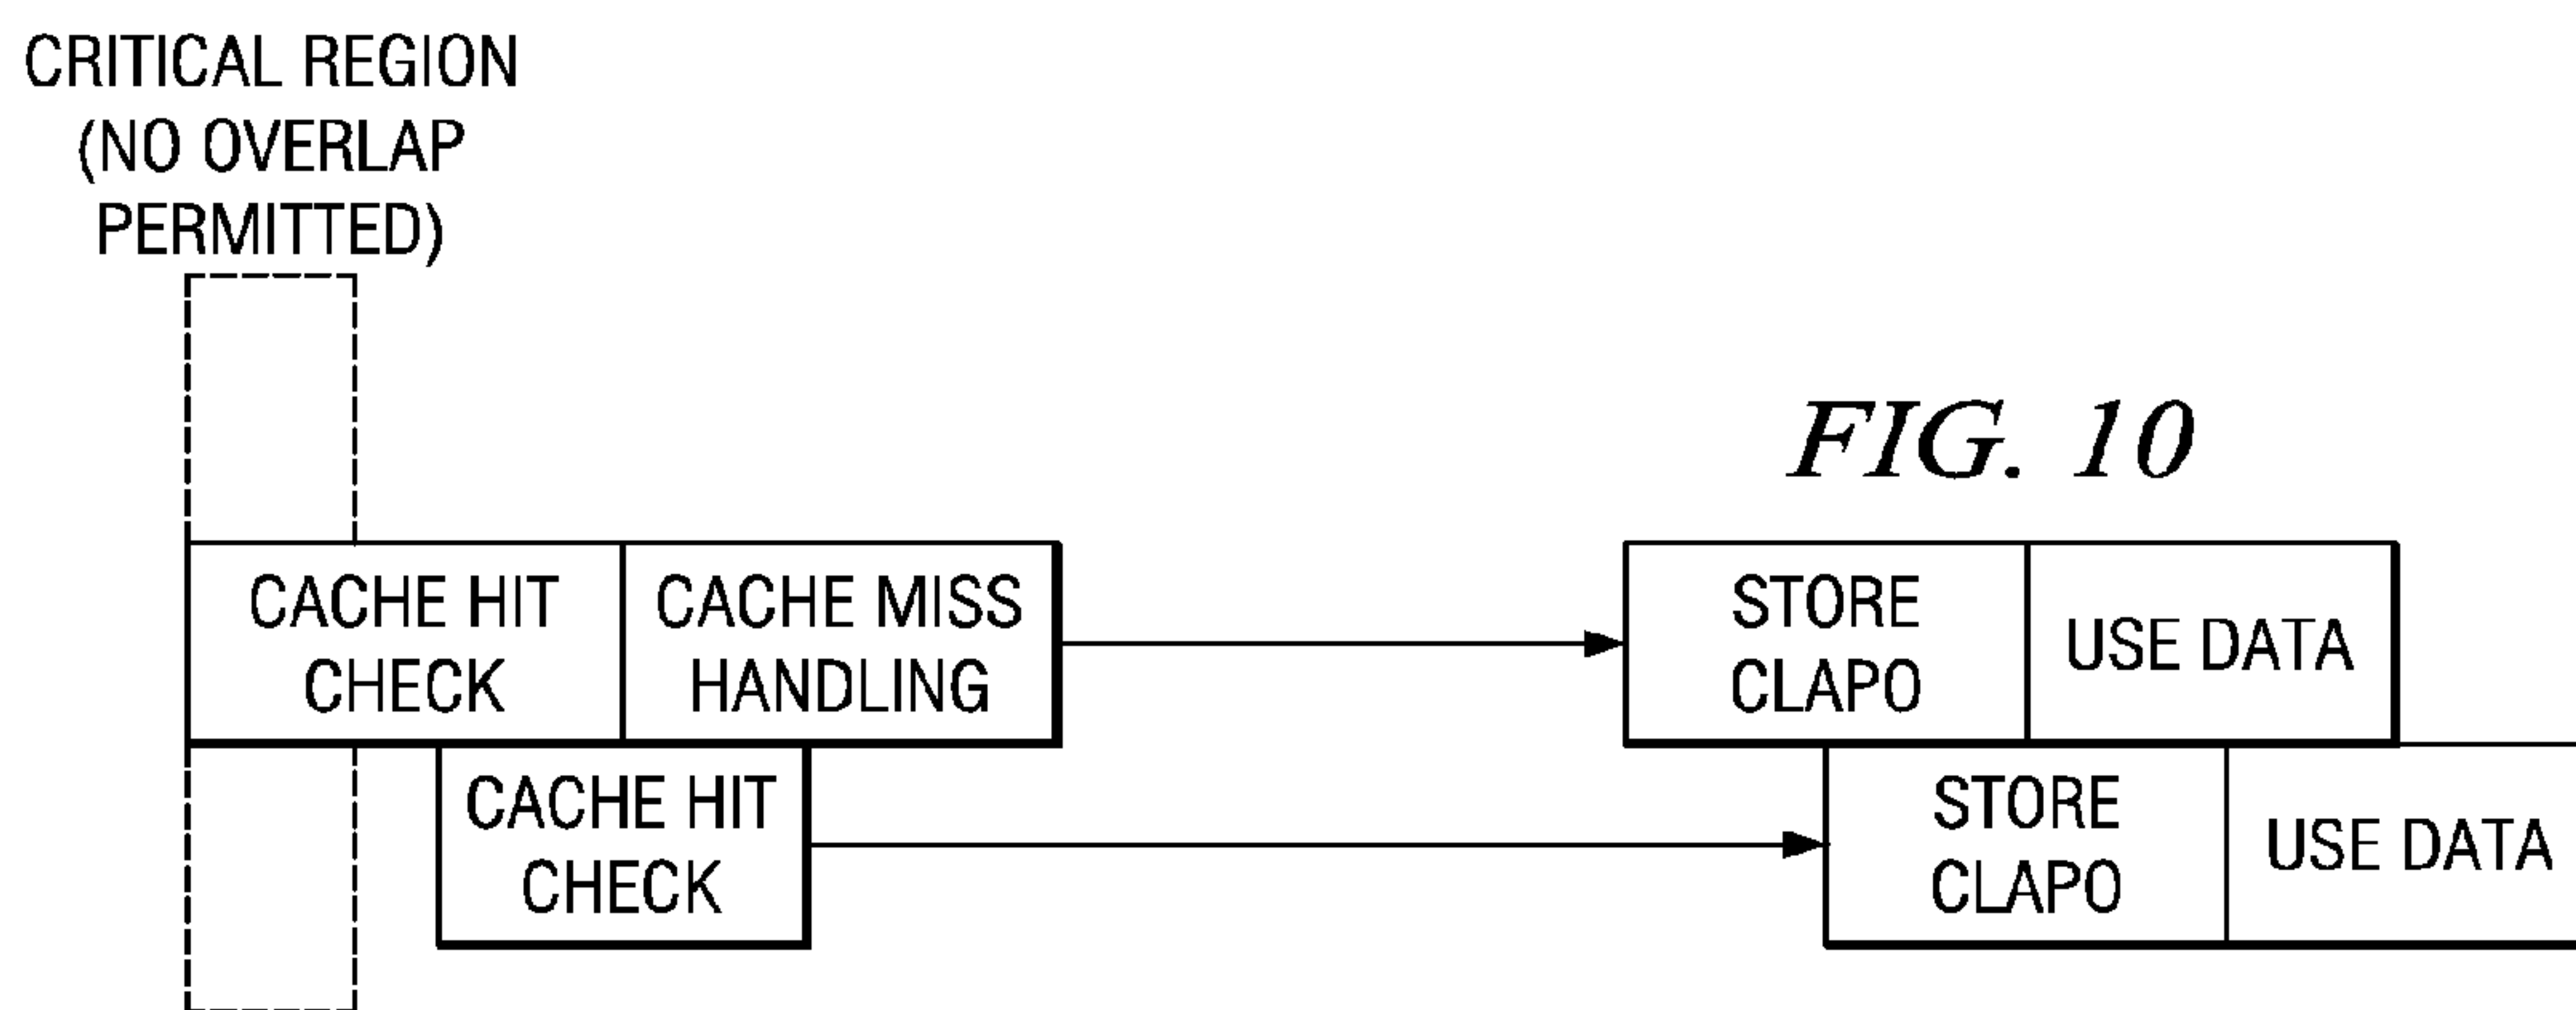 CRITICAL REGION
(NO OVERLAP
PERMITTED)
FIG. 10
CACHE HIT
CHECK
CACHE MISS
HANDLING
STORE
CLAPO
USE DATA
CACHE HIT
CHECK
STORE
CLAPO
USE DATA